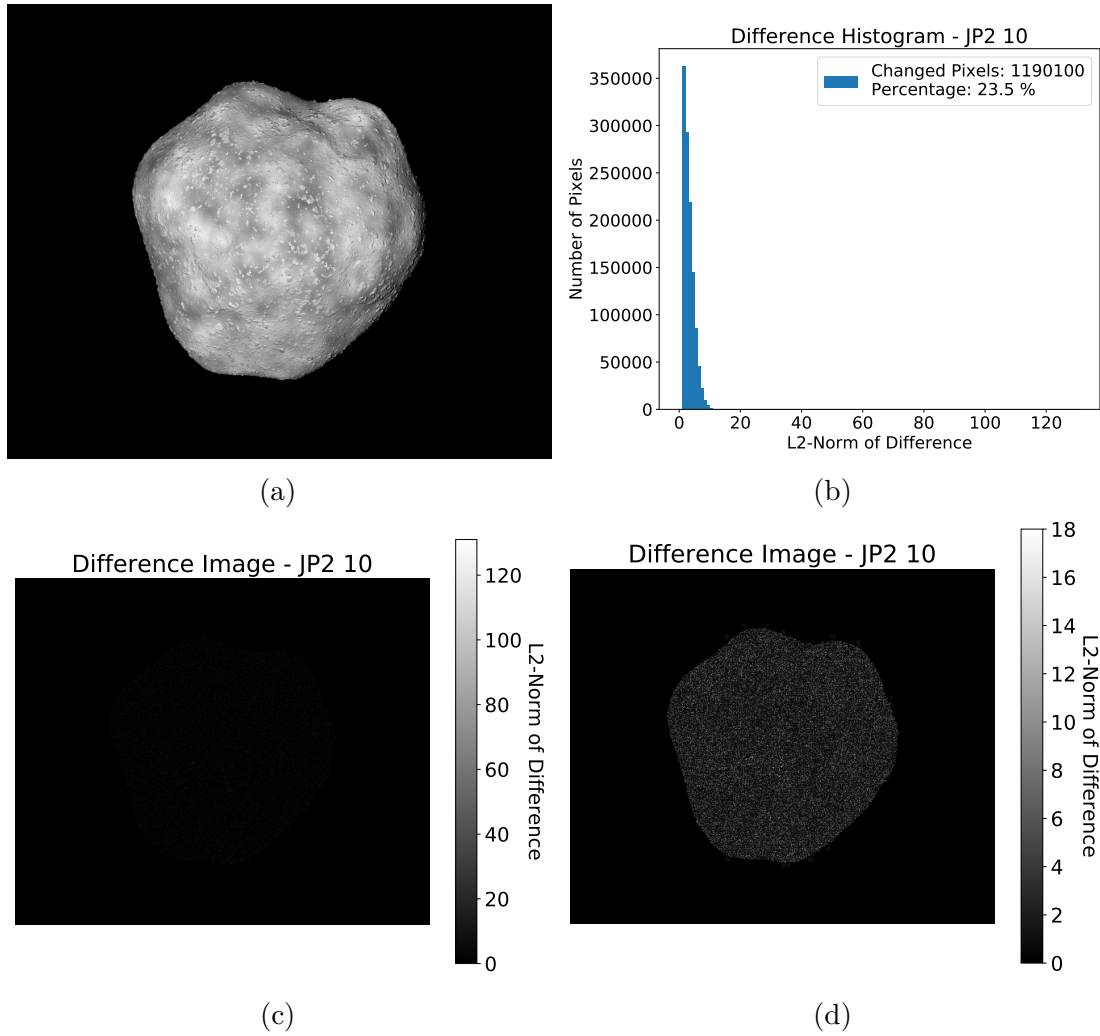 Difference Histogram - JP2 10
Changed Pixels: 1190100
Percentage: 23.5 %
350000
300000
250000
200000
150000
100000
50000
0
Number of Pixels
0 20 40 60 80 100 120
L2-Norm of Difference
(a)
(b)
Difference Image - JP2 10
120
100
80
60
40
20
0
L2-Norm of Difference
Difference Image - JP2 10
18
16
14
12
10
8
6
4
2
0
L2-Norm of Difference
(c)
(d)